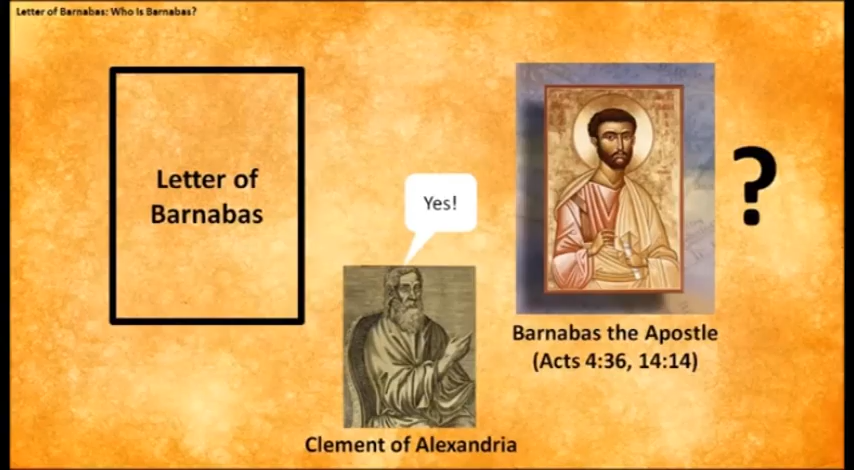 Letter of Barnabas: Who Is Barnabas?
Letter of
Barnabas
Yes!
?
Barnabas the Apostle
(Acts 4:36, 14:14)
Clement of Alexandria